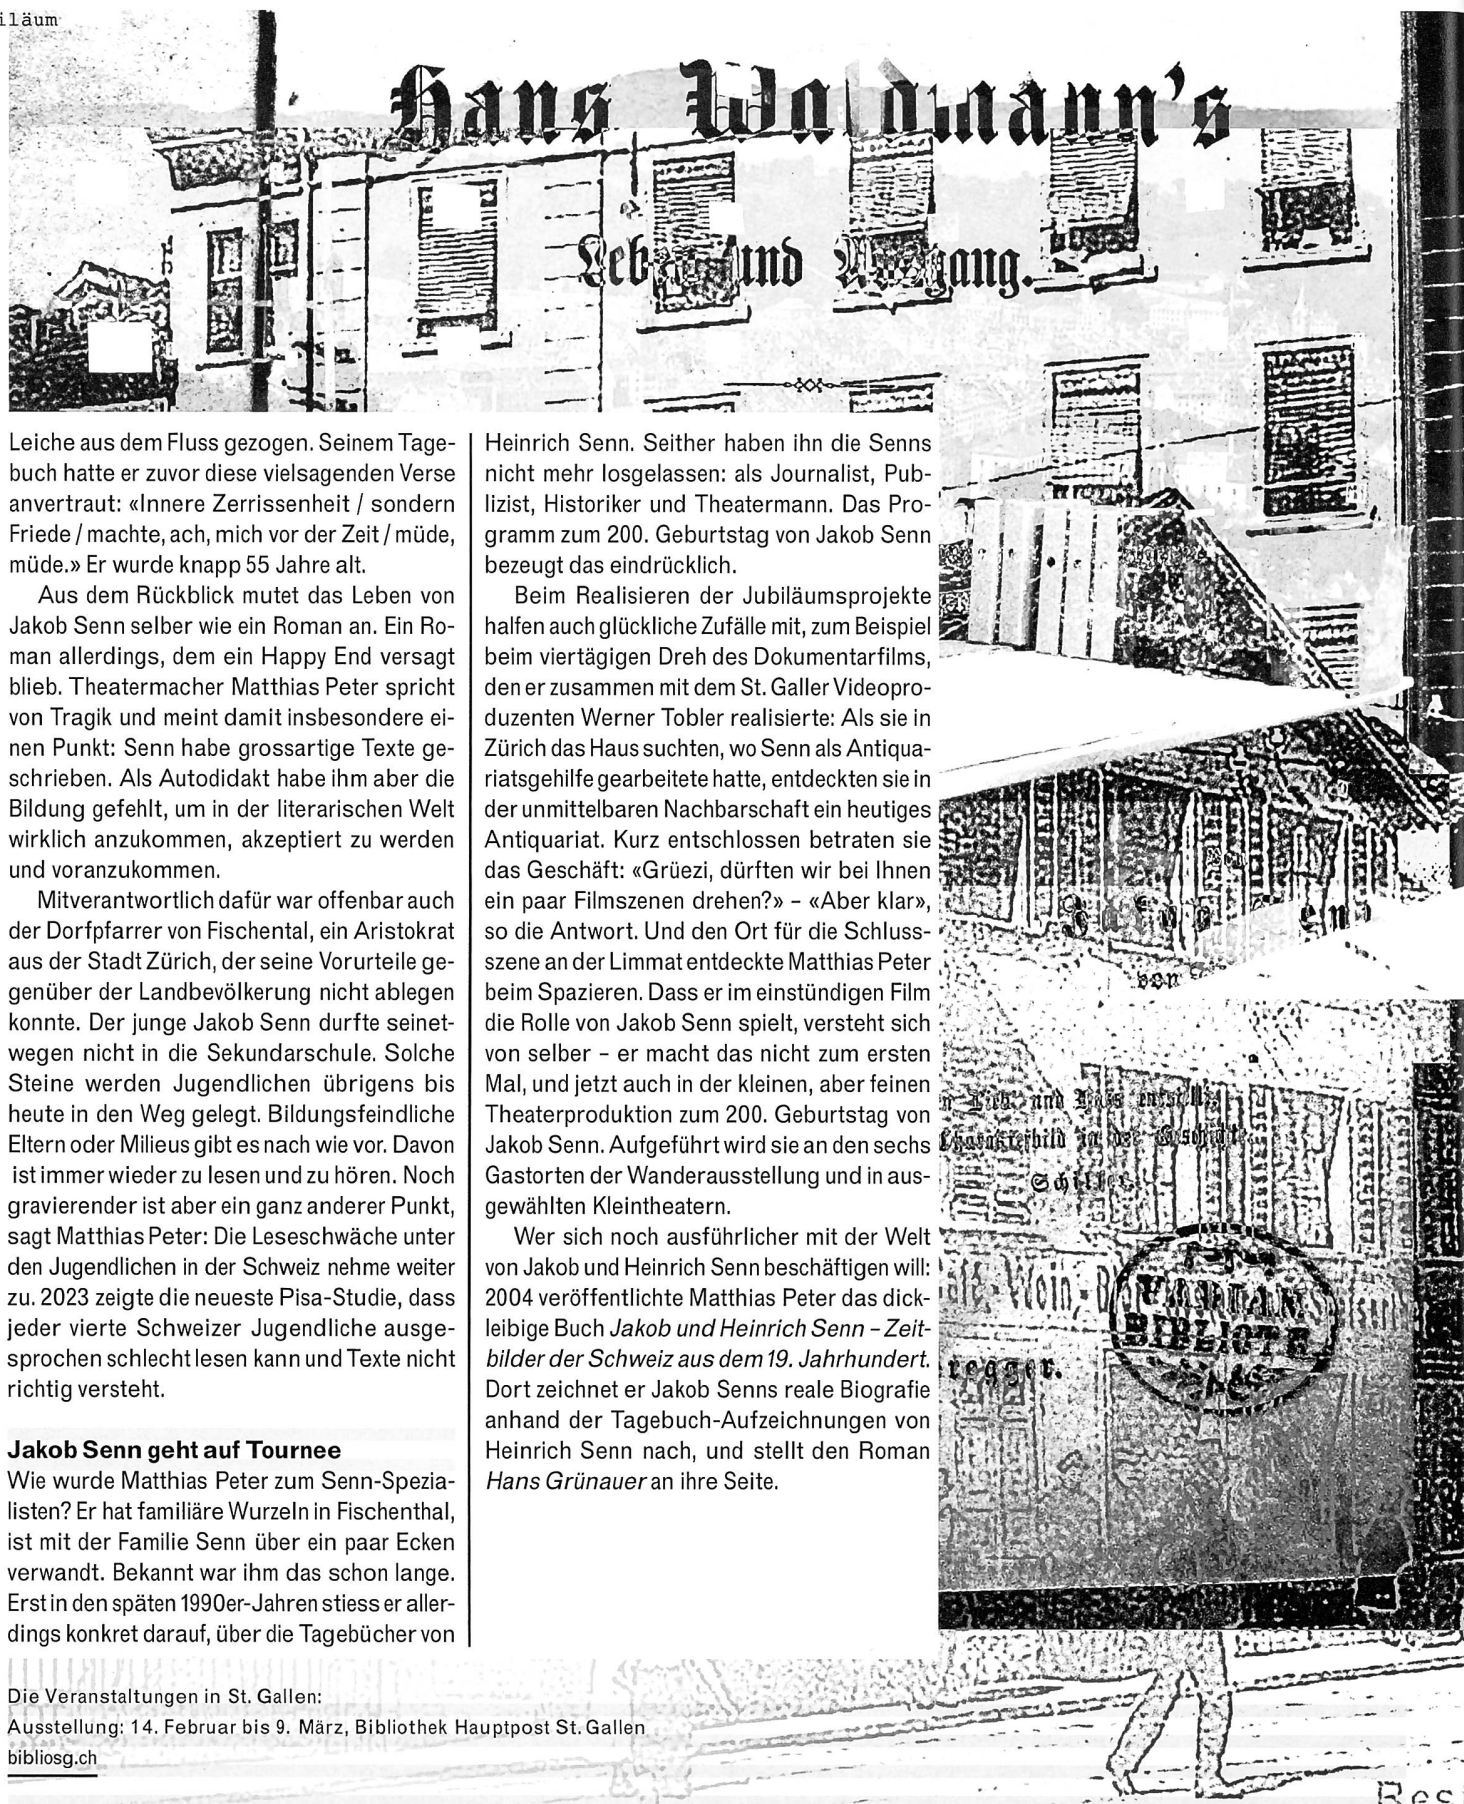 iläum
Hans Waldmann's
Leben und Ausgang.
Leiche aus dem Fluss gezogen. Seinem Tage-
buch hatte er zuvor diese vielsagenden Verse
anvertraut: «Innere Zerrissenheit / sondern
Friede / machte, ach, mich vor der Zeit / müde,
müde.» Er wurde knapp 55 Jahre alt.
Aus dem Rückblick mutet das Leben von
Jakob Senn selber wie ein Roman an. Ein Ro-
man allerdings, dem ein Happy End versagt
blieb. Theatermacher Matthias Peter spricht
von Tragik und meint damit insbesondere ei-
nen Punkt: Senn habe grossartige Texte ge-
schrieben. Als Autodidakt habe ihm aber die
Bildung gefehlt, um in der literarischen Welt
wirklich anzukommen, akzeptiert zu werden
und voranzukommen.
Mitverantwortlich dafür war offenbar auch
der Dorfpfarrer von Fischental, ein Aristokrat
aus der Stadt Zürich, der seine Vorurteile ge-
genüber der Landbevölkerung nicht ablegen
konnte. Der junge Jakob Senn durfte seinet-
wegen nicht in die Sekundarschule. Solche
Steine werden Jugendlichen übrigens bis
heute in den Weg gelegt. Bildungsfeindliche
Eltern oder Milieus gibt es nach wie vor. Davon
ist immer wieder zu lesen und zu hören. Noch
gravierender ist aber ein ganz anderer Punkt,
sagt Matthias Peter: Die Leseschwäche unter
den Jugendlichen in der Schweiz nehme weiter
zu. 2023 zeigte die neueste Pisa-Studie, dass
jeder vierte Schweizer Jugendliche ausge-
sprochen schlecht lesen kann und Texte nicht
richtig versteht.
Jakob Senn geht auf Tournee
Wie wurde Matthias Peter zum Senn-Spezia-
listen? Er hat familiäre Wurzeln in Fischenthal,
ist mit der Familie Senn über ein paar Ecken
verwandt. Bekannt war ihm das schon lange.
Erst in den späten 1990er-Jahren stiess er aller-
dings konkret darauf, über die Tagebücher von
Heinrich Senn. Seither haben ihn die Senns
nicht mehr losgelassen: als Journalist, Pub-
lizist, Historiker und Theatermann. Das Pro-
gramm zum 200. Geburtstag von Jakob Senn
bezeugt das eindrücklich.
Beim Realisieren der Jubiläumsprojekte
halfen auch glückliche Zufälle mit, zum Beispiel
beim viertägigen Dreh des Dokumentarfilms,
den er zusammen mit dem St. Galler Videopro-
duzenten Werner Tobler realisierte: Als sie in
Zürich das Haus suchten, wo Senn als Antiqua-
riatsgehilfe gearbeitete hatte, entdeckten sie in
der unmittelbaren Nachbarschaft ein heutiges
Antiquariat. Kurz entschlossen betraten sie
das Geschäft: «Grüezi, dürften wir bei Ihnen
ein paar Filmszenen drehen?» – «Aber klar»,
so die Antwort. Und den Ort für die Schluss-
szene an der Limmat entdeckte Matthias Peter
beim Spazieren. Dass er im einstündigen Film
die Rolle von Jakob Senn spielt, versteht sich
von selber – er macht das nicht zum ersten
Mal, und jetzt auch in der kleinen, aber feinen
Theaterproduktion zum 200. Geburtstag von
Jakob Senn. Aufgeführt wird sie an den sechs
Gastorten der Wanderausstellung und in aus-
gewählten Kleintheatern.
Wer sich noch ausführlicher mit der Welt
von Jakob und Heinrich Senn beschäftigen will:
2004 veröffentlichte Matthias Peter das dick-
leibige Buch Jakob und Heinrich Senn – Zeit-
bilder der Schweiz aus dem 19. Jahrhundert.
Dort zeichnet er Jakob Senns reale Biografie
anhand der Tagebuch-Aufzeichnungen von
Heinrich Senn nach, und stellt den Roman
Hans Grünauer an ihre Seite.
Jakob
von
und
Schiller
VADIAN
BIBLIOTH.
regger.
Die Veranstaltungen in St. Gallen:
Ausstellung: 14. Februar bis 9. März, Bibliothek Hauptpost St. Gallen
bibliosg.ch